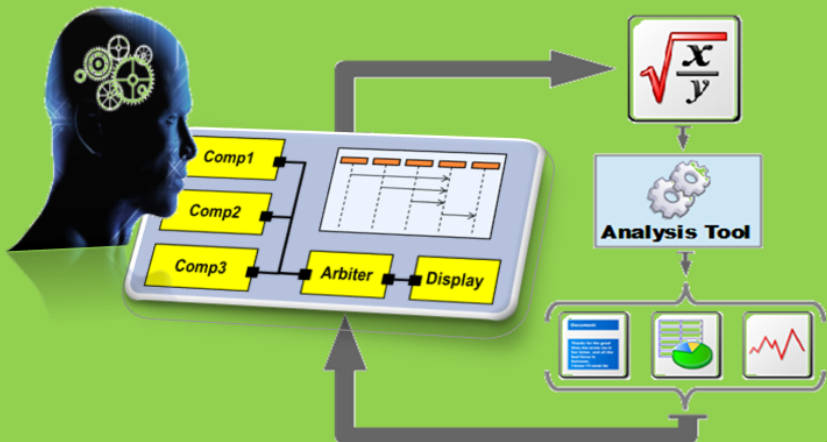 x
y
Comp1
Comp2
Comp3
Arbiter
Display
Analysis Tool
Document